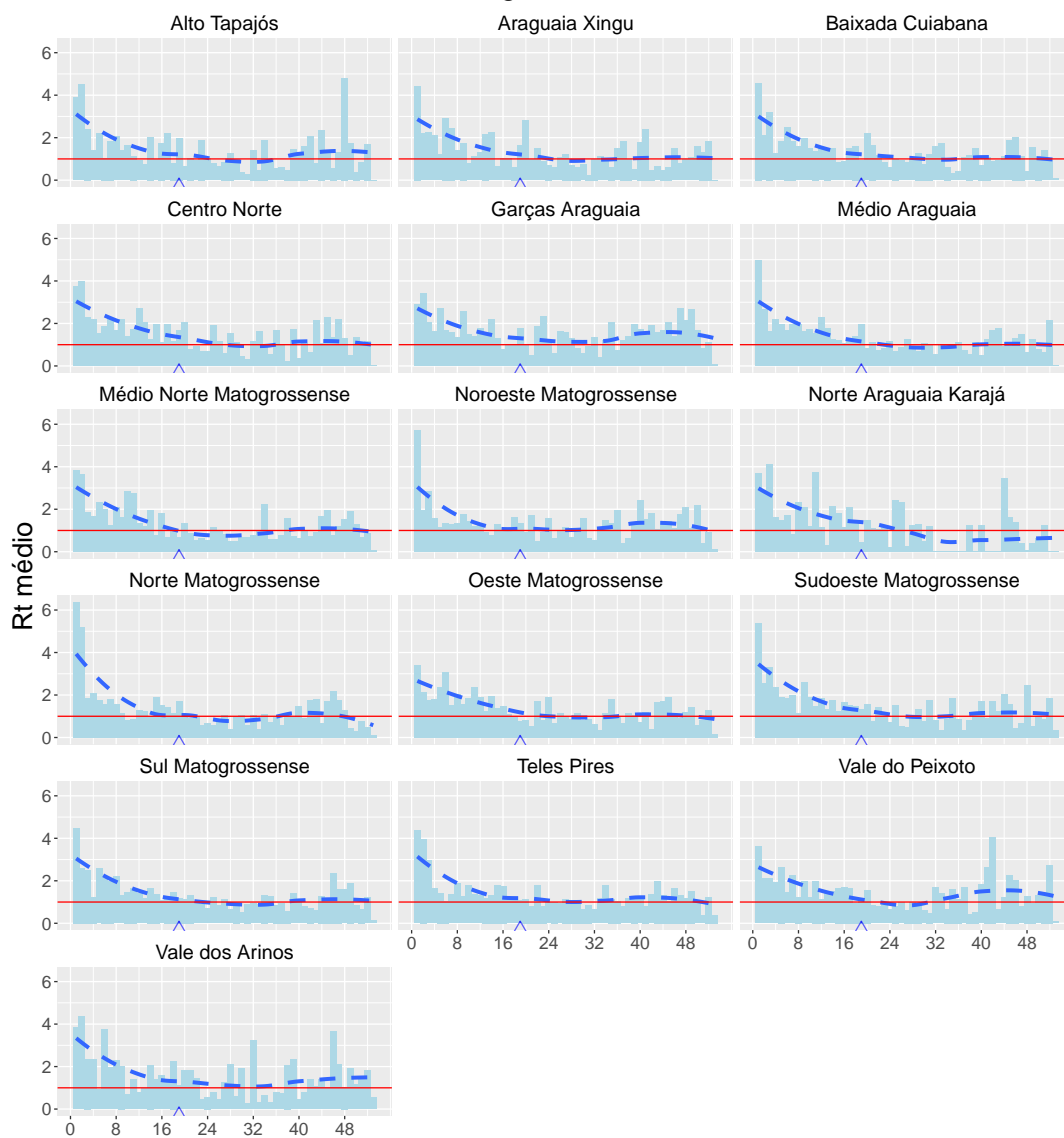 Alto Tapajós Araguaia Xingu Baixada Cuiabana
6
4
2
0
Centro Norte Garças Araguaia Médio Araguaia
6
4
2
0
Médio Norte Matogrossense Noroeste Matogrossense Norte Araguaia Karajá
6
4
2
0
Rt médio
Norte Matogrossense Oeste Matogrossense Sudoeste Matogrossense
6
4
2
0
Sul Matogrossense Teles Pires Vale do Peixoto
6
4
2
0
0 8 16 24 32 40 48 0 8 16 24 32 40 48
Vale dos Arinos
6
4
2
0
0 8 16 24 32 40 48